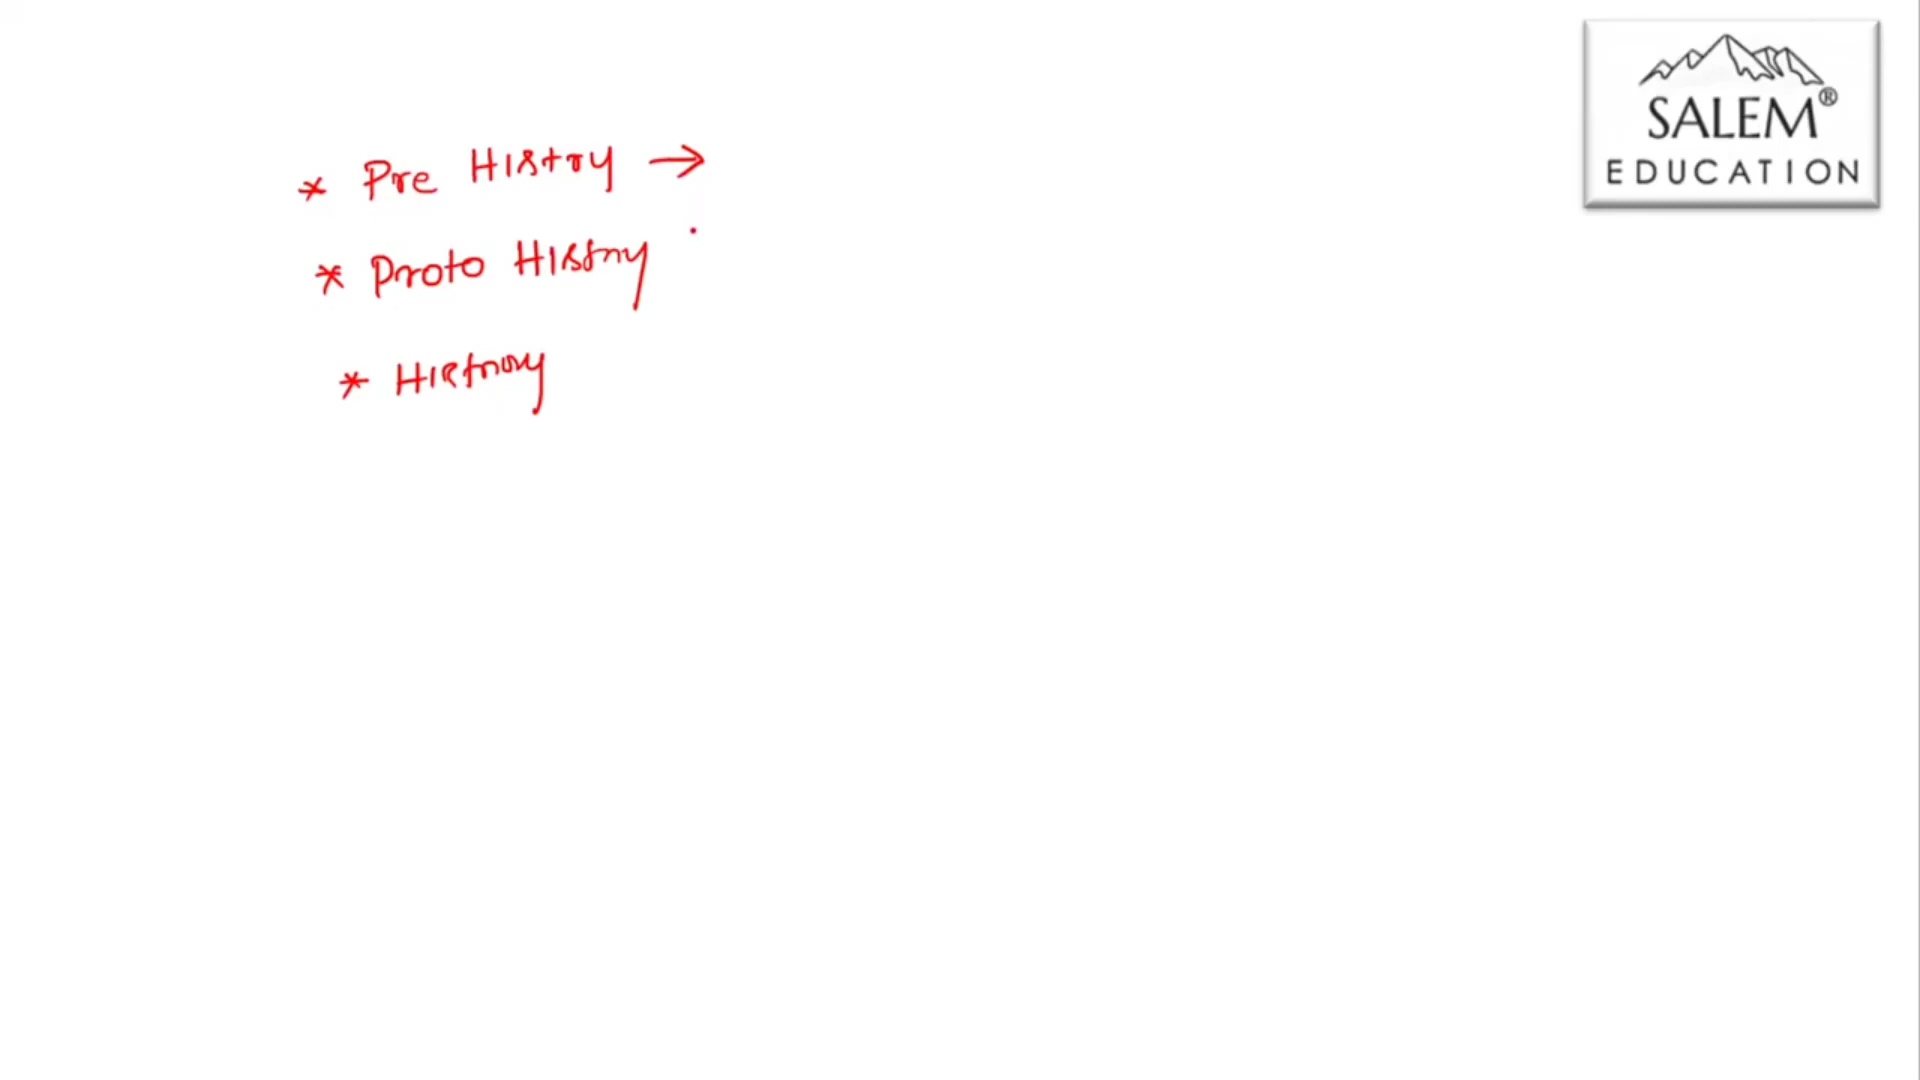 * Pre History →
* Proto History
* History
SALEM®
EDUCATION